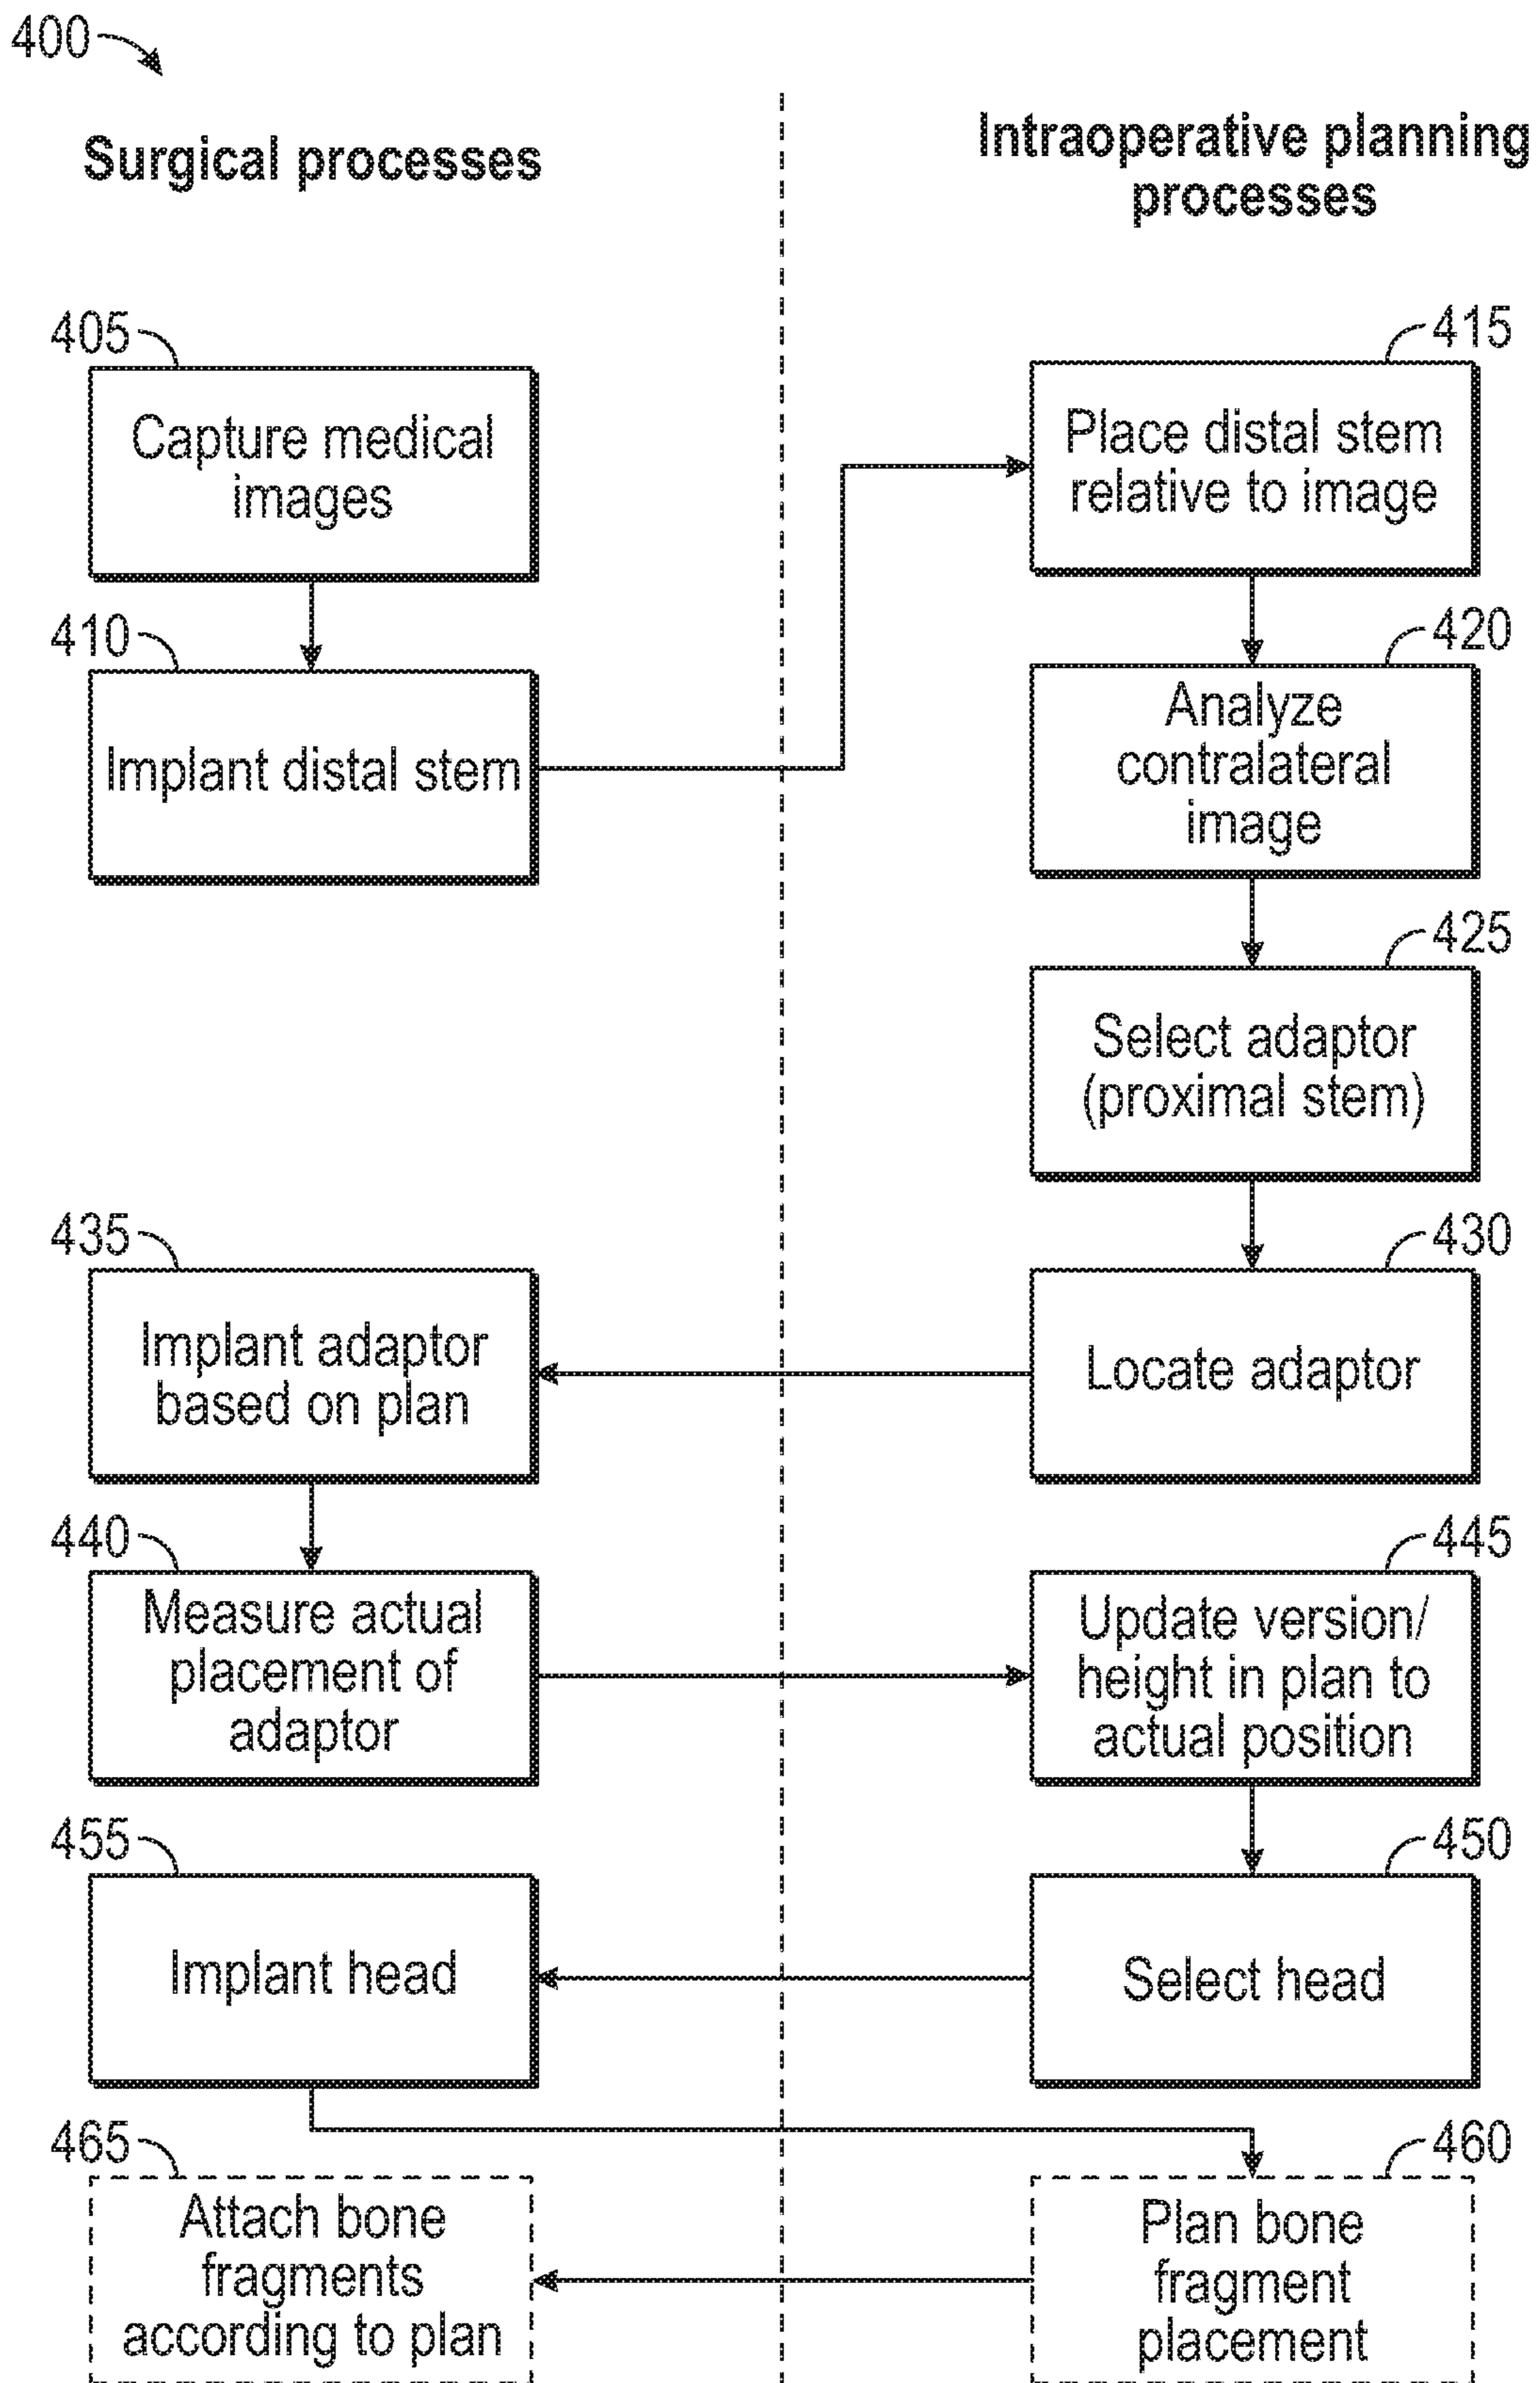 400
Surgical processes
Intraoperative planning
processes
405
Capture medical
images
410
Implant distal stem
415
Place distal stem
relative to image
420
Analyze
contralateral
image
425
Select adaptor
(proximal stem)
430
Locate adaptor
435
Implant adaptor
based on plan
440
Measure actual
placement of
adaptor
445
Update version/
height in plan to
actual position
450
Select head
455
Implant head
460
Plan bone
fragment
placement
465
Attach bone
fragments
according to plan